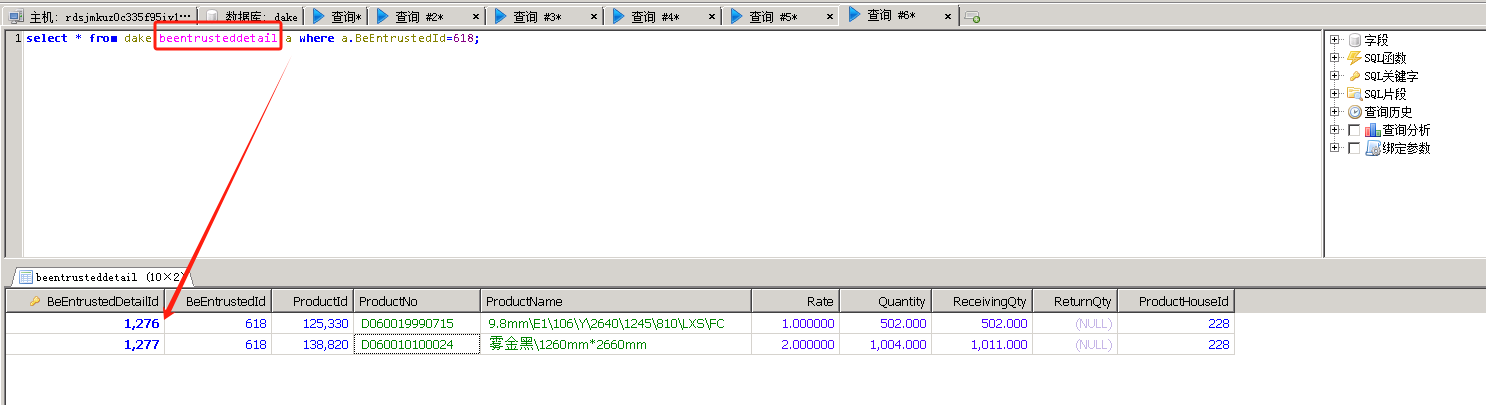 主机: rdsjmkuz0c335f95iv1··· 数据库: dake 查询* 查询 #2* × 查询 #3* × 查询 #4* × 查询 #5* × 查询 #6* ×
1 select * from dake.beentrusteddetail a where a.BeEntrustedId=618;
字段
SQL函数
SQL关键字
SQL片段
查询历史
查询分析
绑定参数
beentrusteddetail (10×2)
BeEntrustedDetailId BeEntrustedId ProductId ProductNo ProductName Rate Quantity ReceivingQty ReturnQty ProductHouseId
1,276 618 125,330 D060019990715 9.8mm\E1\106\Y\2640\1245\810\LXS\FC 1.000000 502.000 502.000 (NULL) 228
1,277 618 138,820 D060010100024 雾金黑\1260mm*2660mm 2.000000 1,004.000 1,011.000 (NULL) 228